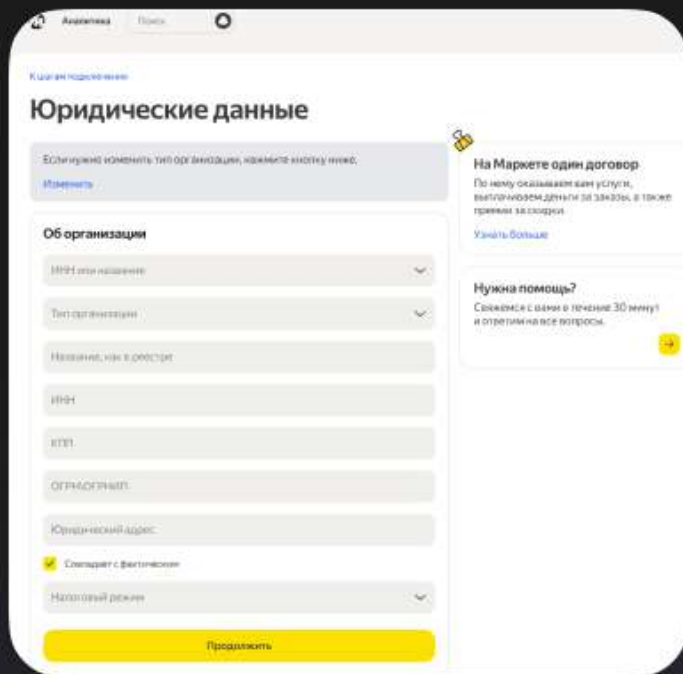 Аналитика
Поиск
К шагам подключения
Юридические данные
Если нужно изменить тип организации, нажмите кнопку ниже.
Изменить
Об организации
ИНН или название
Тип организации
Название, как в реестре
ИНН
КПП
ОГРН\ОГРНИП
Юридический адрес
Совпадает с фактическим
Налоговый режим
Продолжить
На Маркете один договор
По нему оказываем вам услуги,
выплачиваем деньги за заказы, а также
премии за скидки
Узнать больше
Нужна помощь?
Свяжемся с вами в течение 30 минут
и ответим на все вопросы.